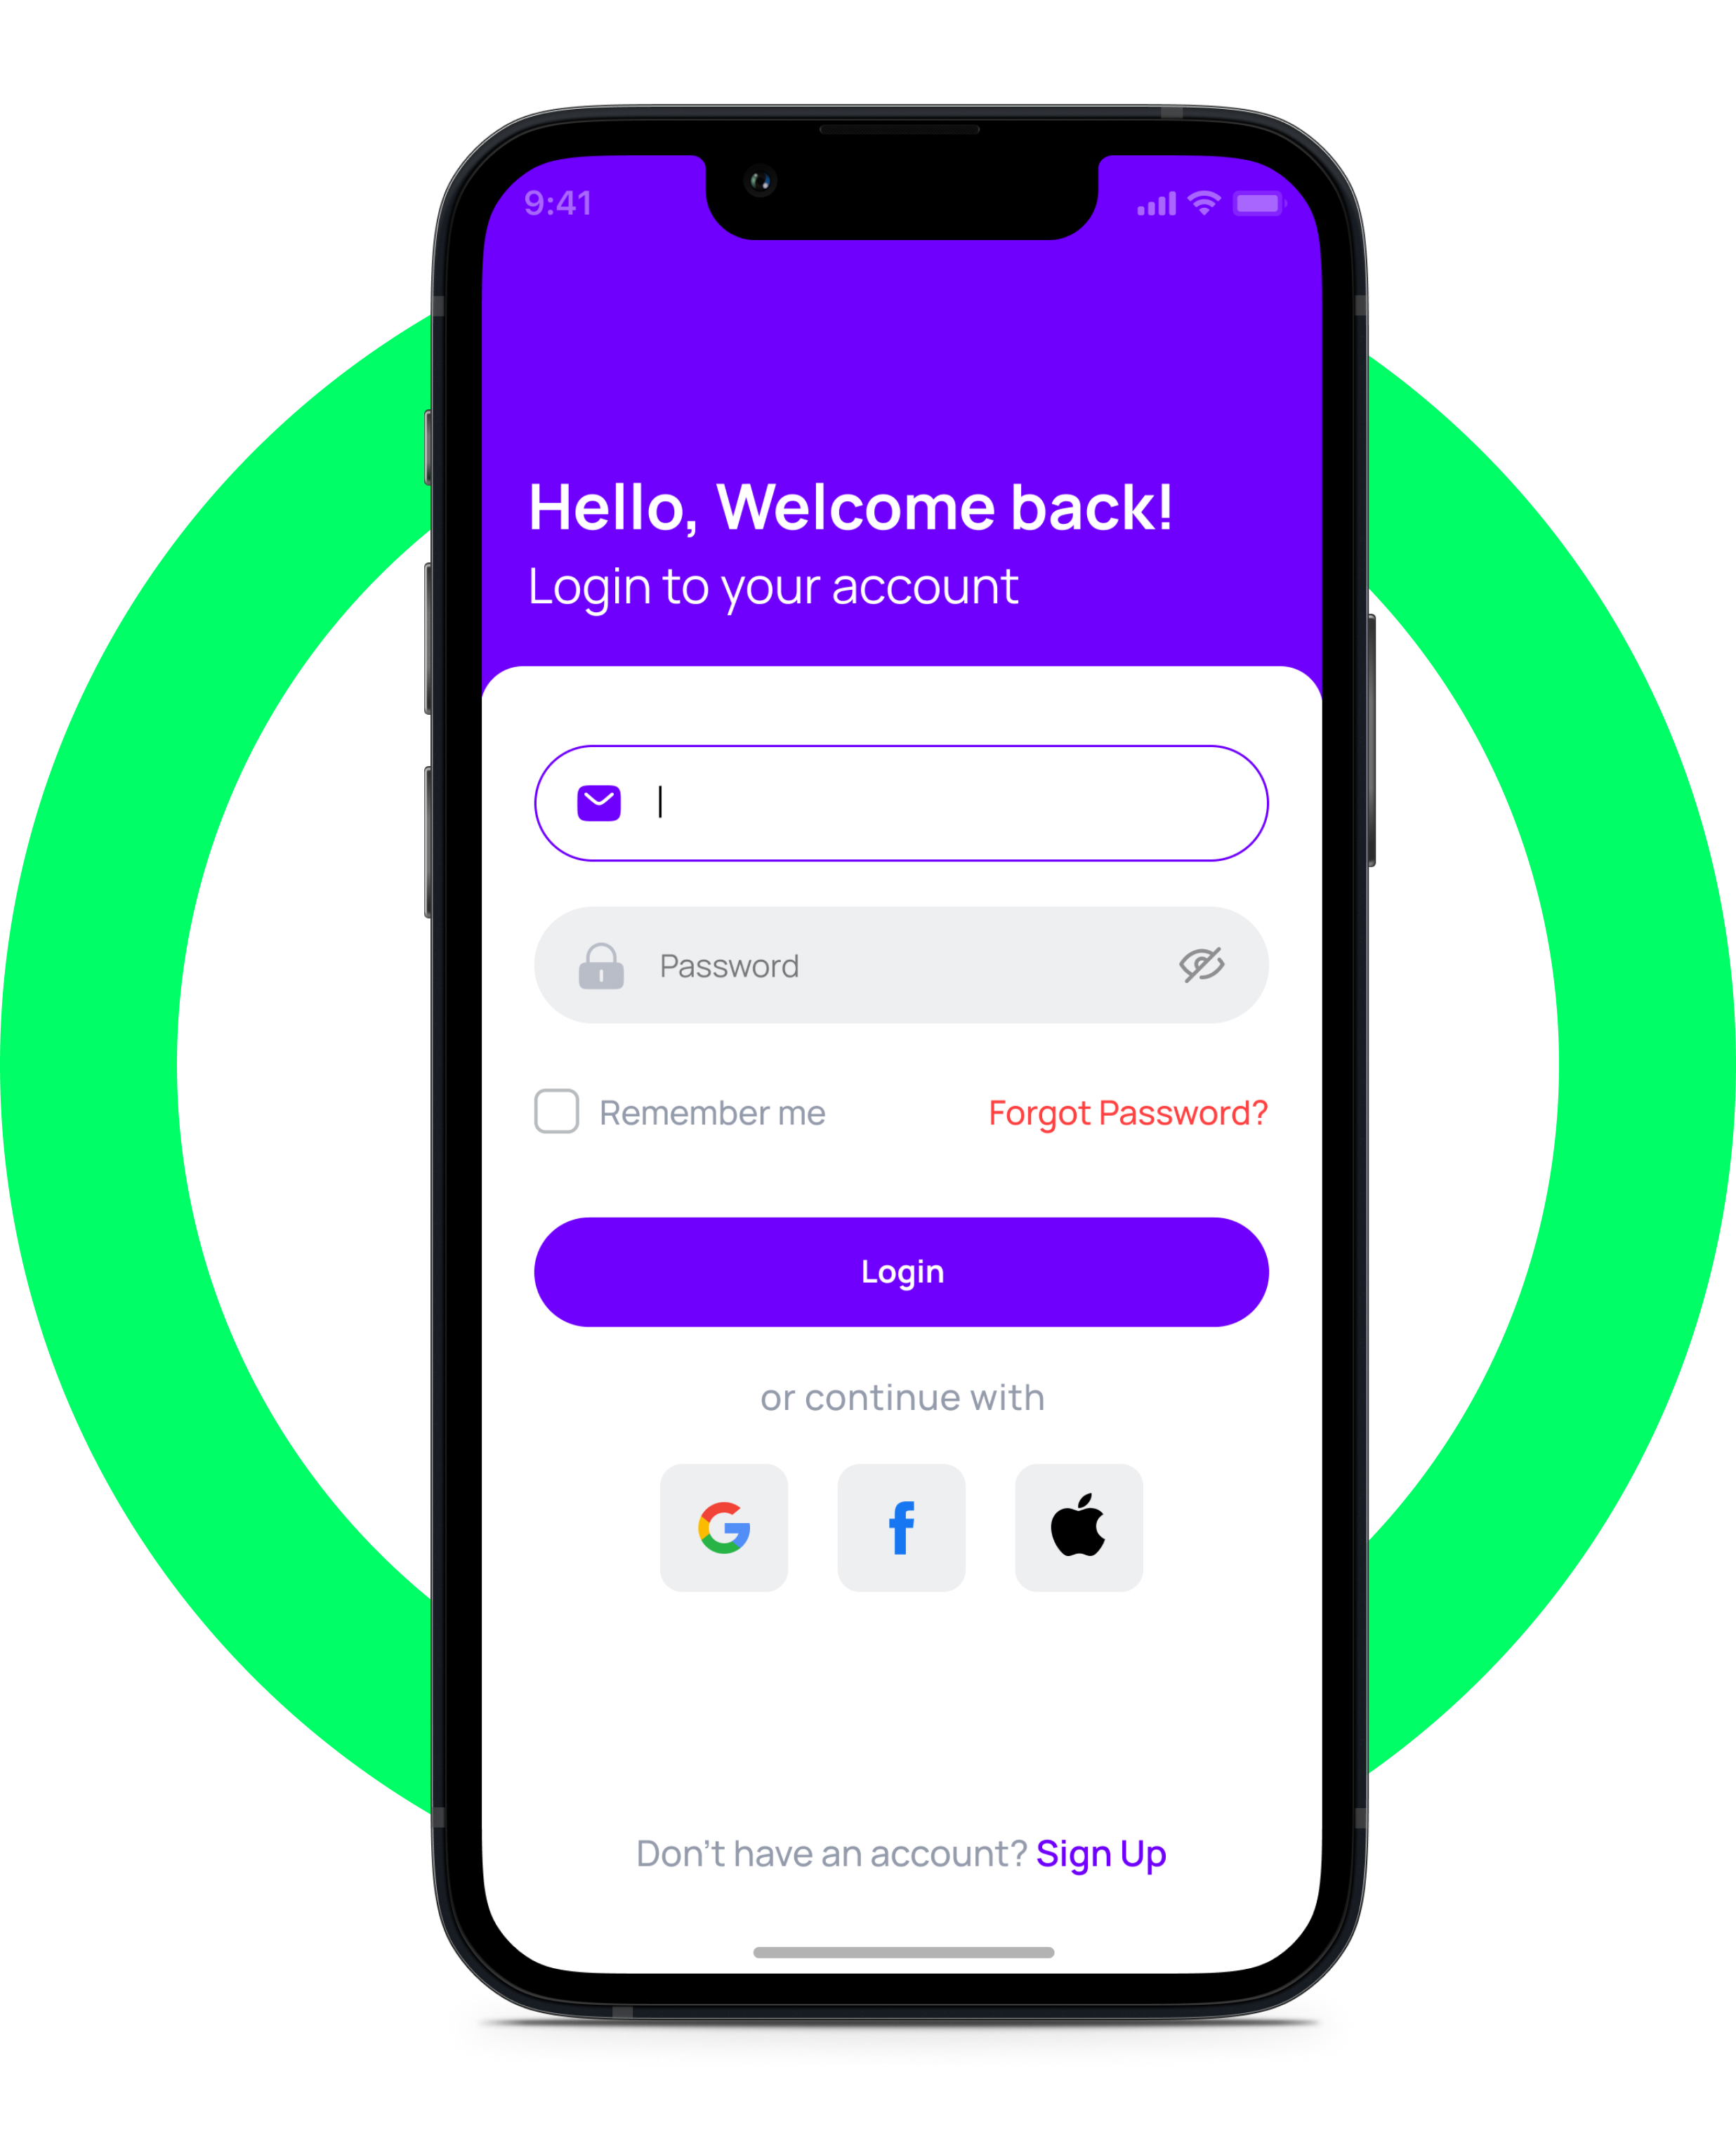 9:41
Hello, Welcome back!
Login to your account
Password
Remember me
Forgot Password?
Login
or continue with
Don’t have an account? Sign Up